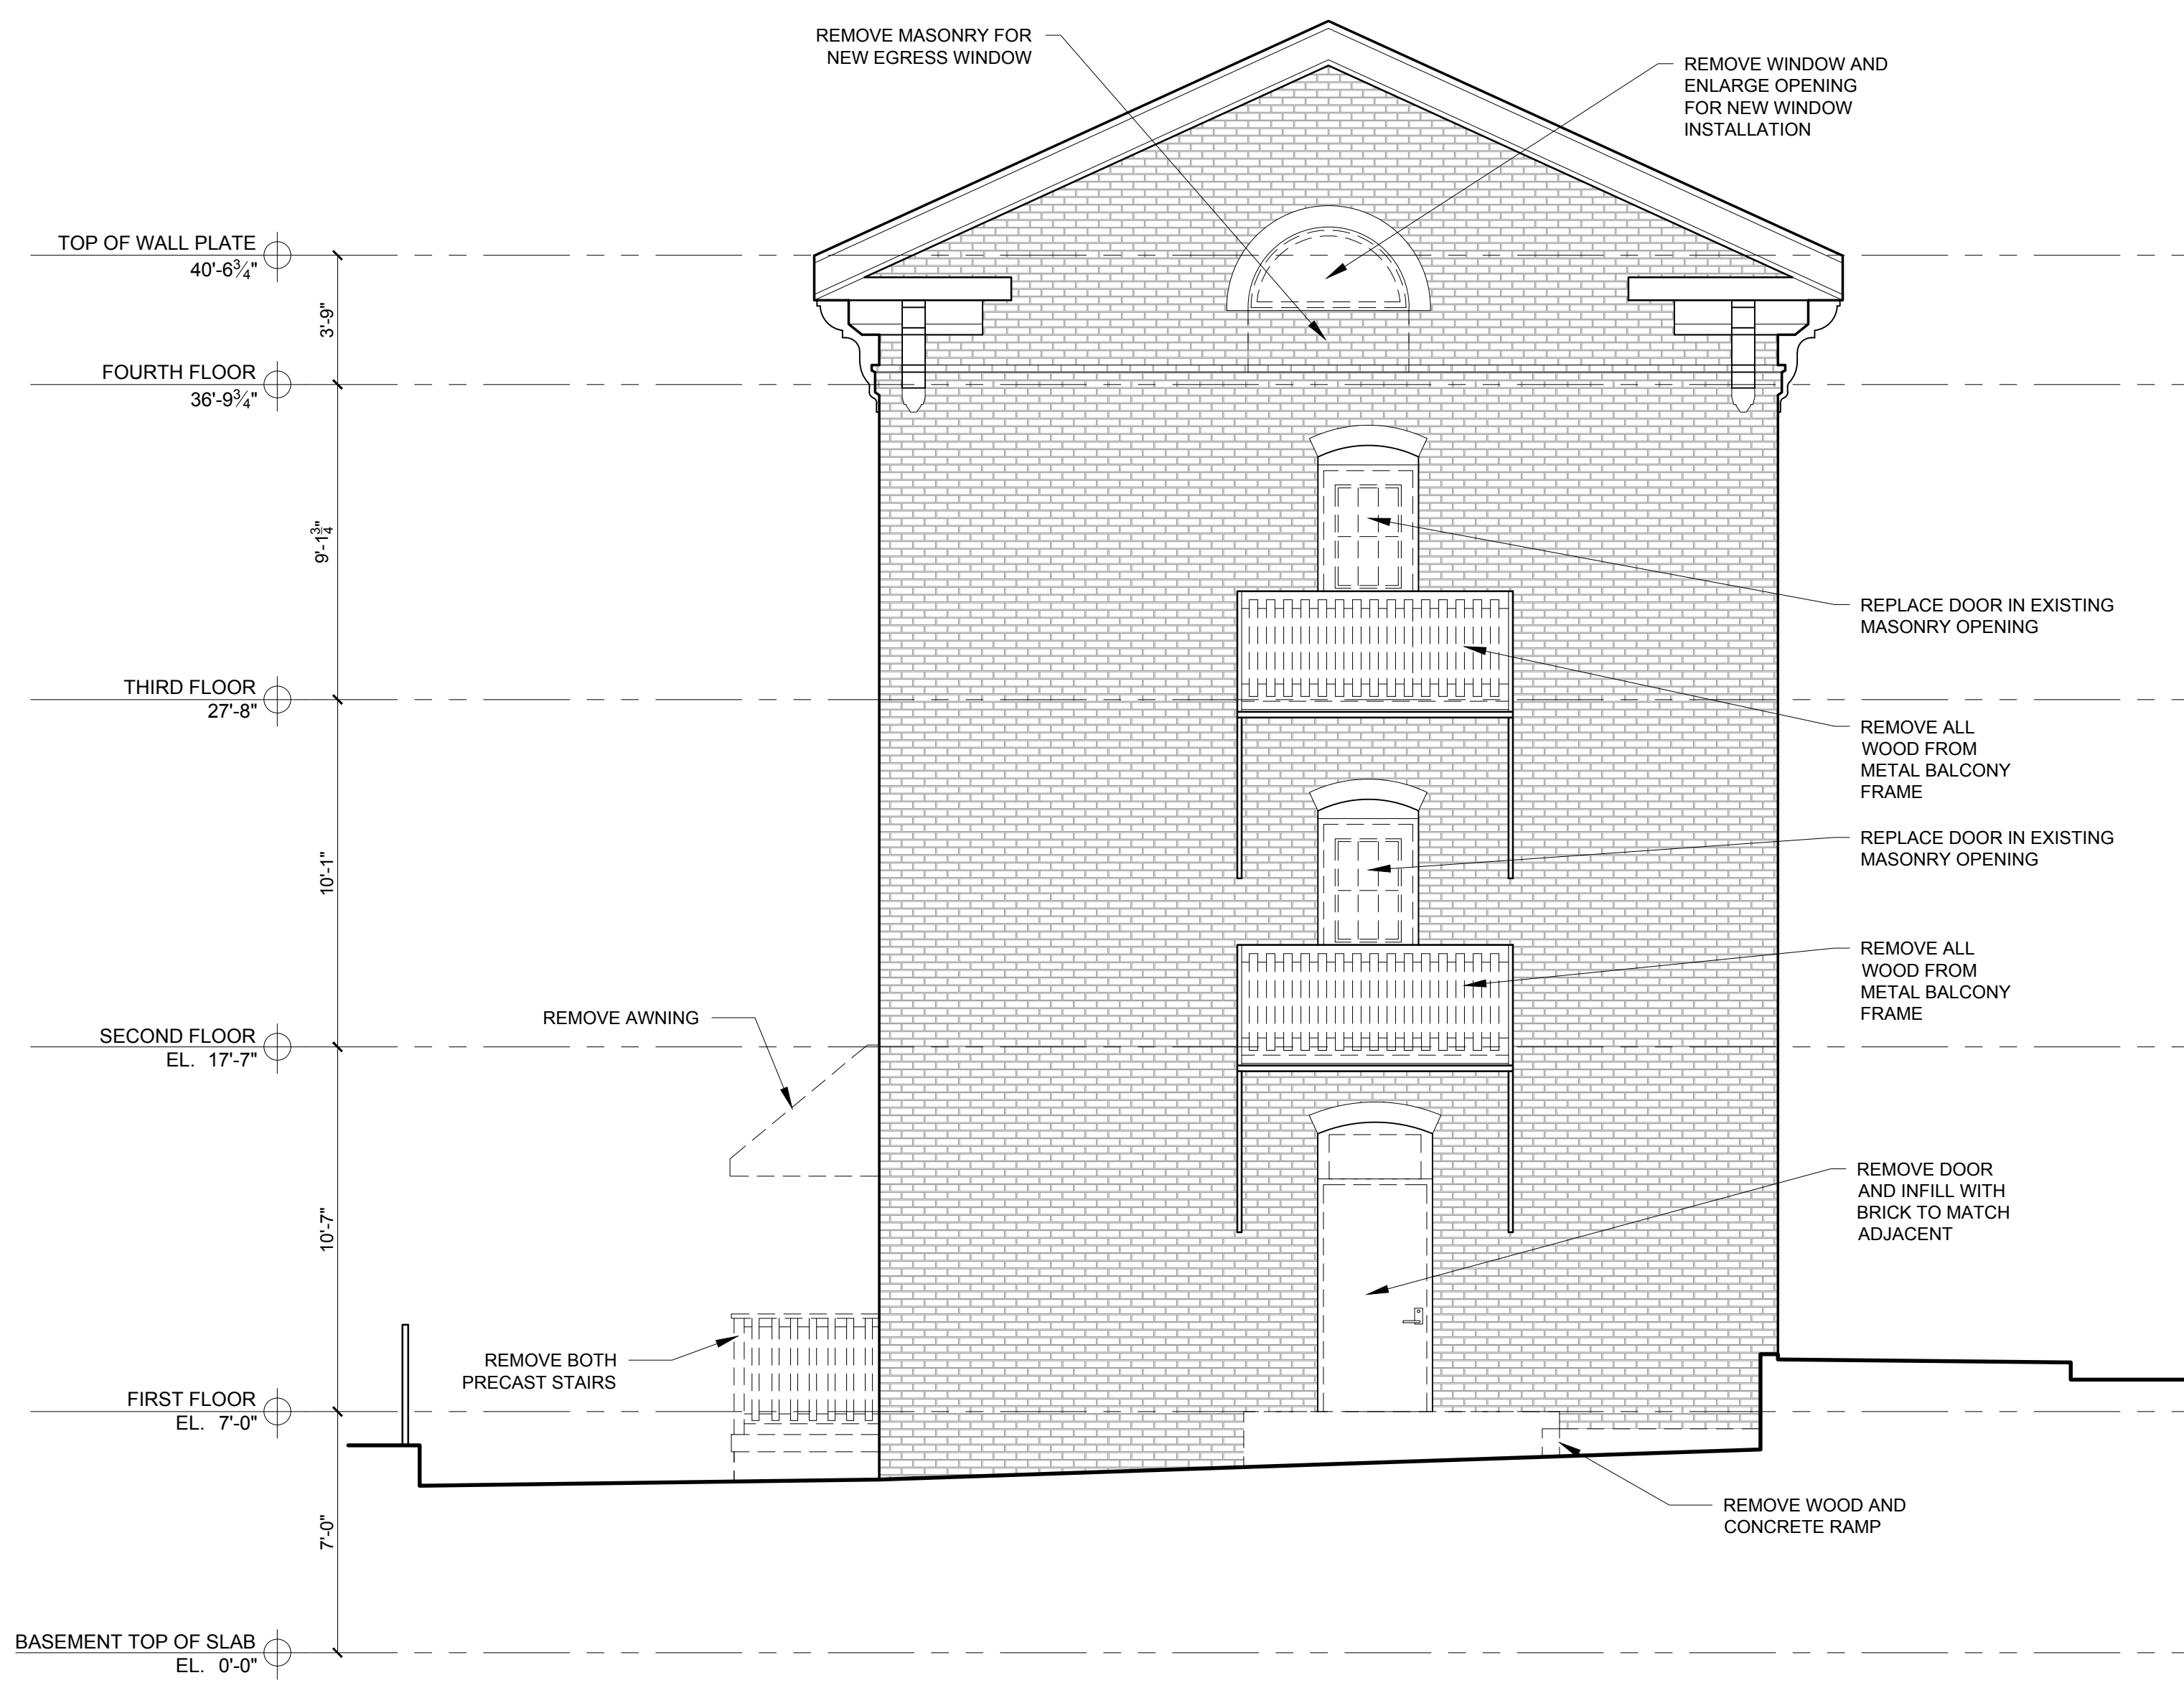 REMOVE MASONRY FOR
NEW EGRESS WINDOW
REMOVE WINDOW AND
ENLARGE OPENING
FOR NEW WINDOW
INSTALLATION
TOP OF WALL PLATE
40'-6¾"
3'-9"
FOURTH FLOOR
36'-9¾"
9'-1¾"
REPLACE DOOR IN EXISTING
MASONRY OPENING
THIRD FLOOR
27'-8"
REMOVE ALL
WOOD FROM
METAL BALCONY
FRAME
10'-1"
REPLACE DOOR IN EXISTING
MASONRY OPENING
REMOVE ALL
WOOD FROM
METAL BALCONY
FRAME
REMOVE AWNING
SECOND FLOOR
EL. 17'-7"
10'-7"
REMOVE DOOR
AND INFILL WITH
BRICK TO MATCH
ADJACENT
REMOVE BOTH
PRECAST STAIRS
FIRST FLOOR
EL. 7'-0"
7'-0"
REMOVE WOOD AND
CONCRETE RAMP
BASEMENT TOP OF SLAB
EL. 0'-0"